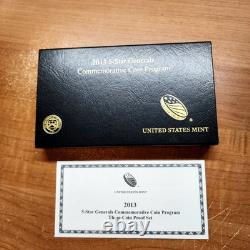 2013 5-Star Generals
Commemorative Coin Program
UNITED STATES MINT
2013
5-Star Generals Commemorative Coin Program
Three-Coin Proof Set